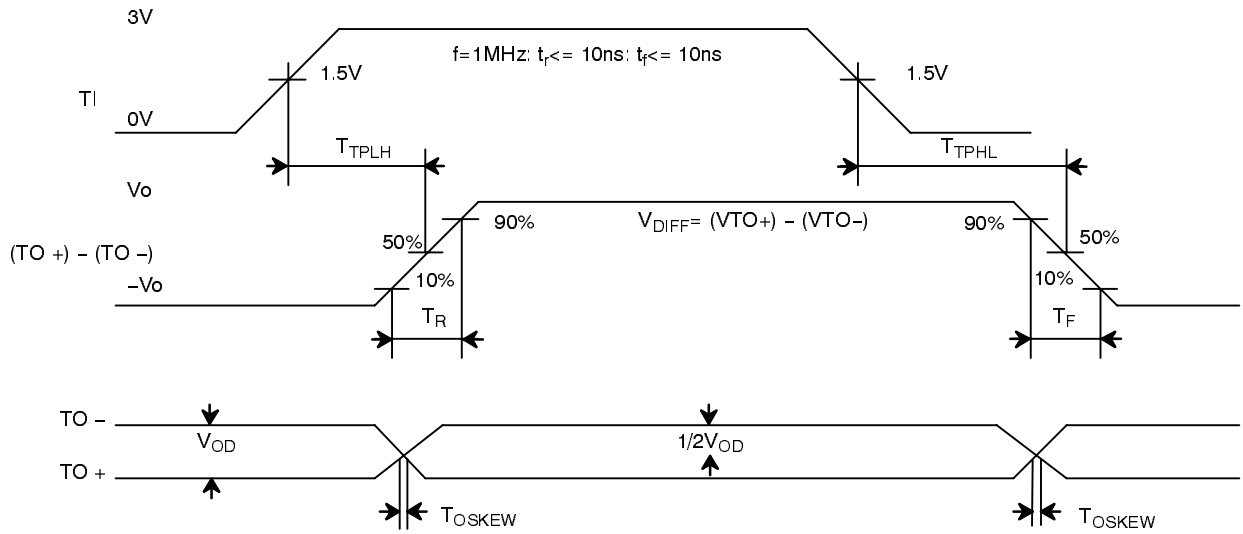 3V
f=1MHz: tr<= 10ns: tf<= 10ns
1.5V
1.5V
TI
0V
TTPLH
TTPHL
Vo
90%
VDIFF= (VTO+) – (VTO–)
90%
50%
50%
(TO +) – (TO –)
10%
10%
–Vo
TR
TF
TO –
VOD
1/2VOD
TO +
TOSKEW
TOSKEW